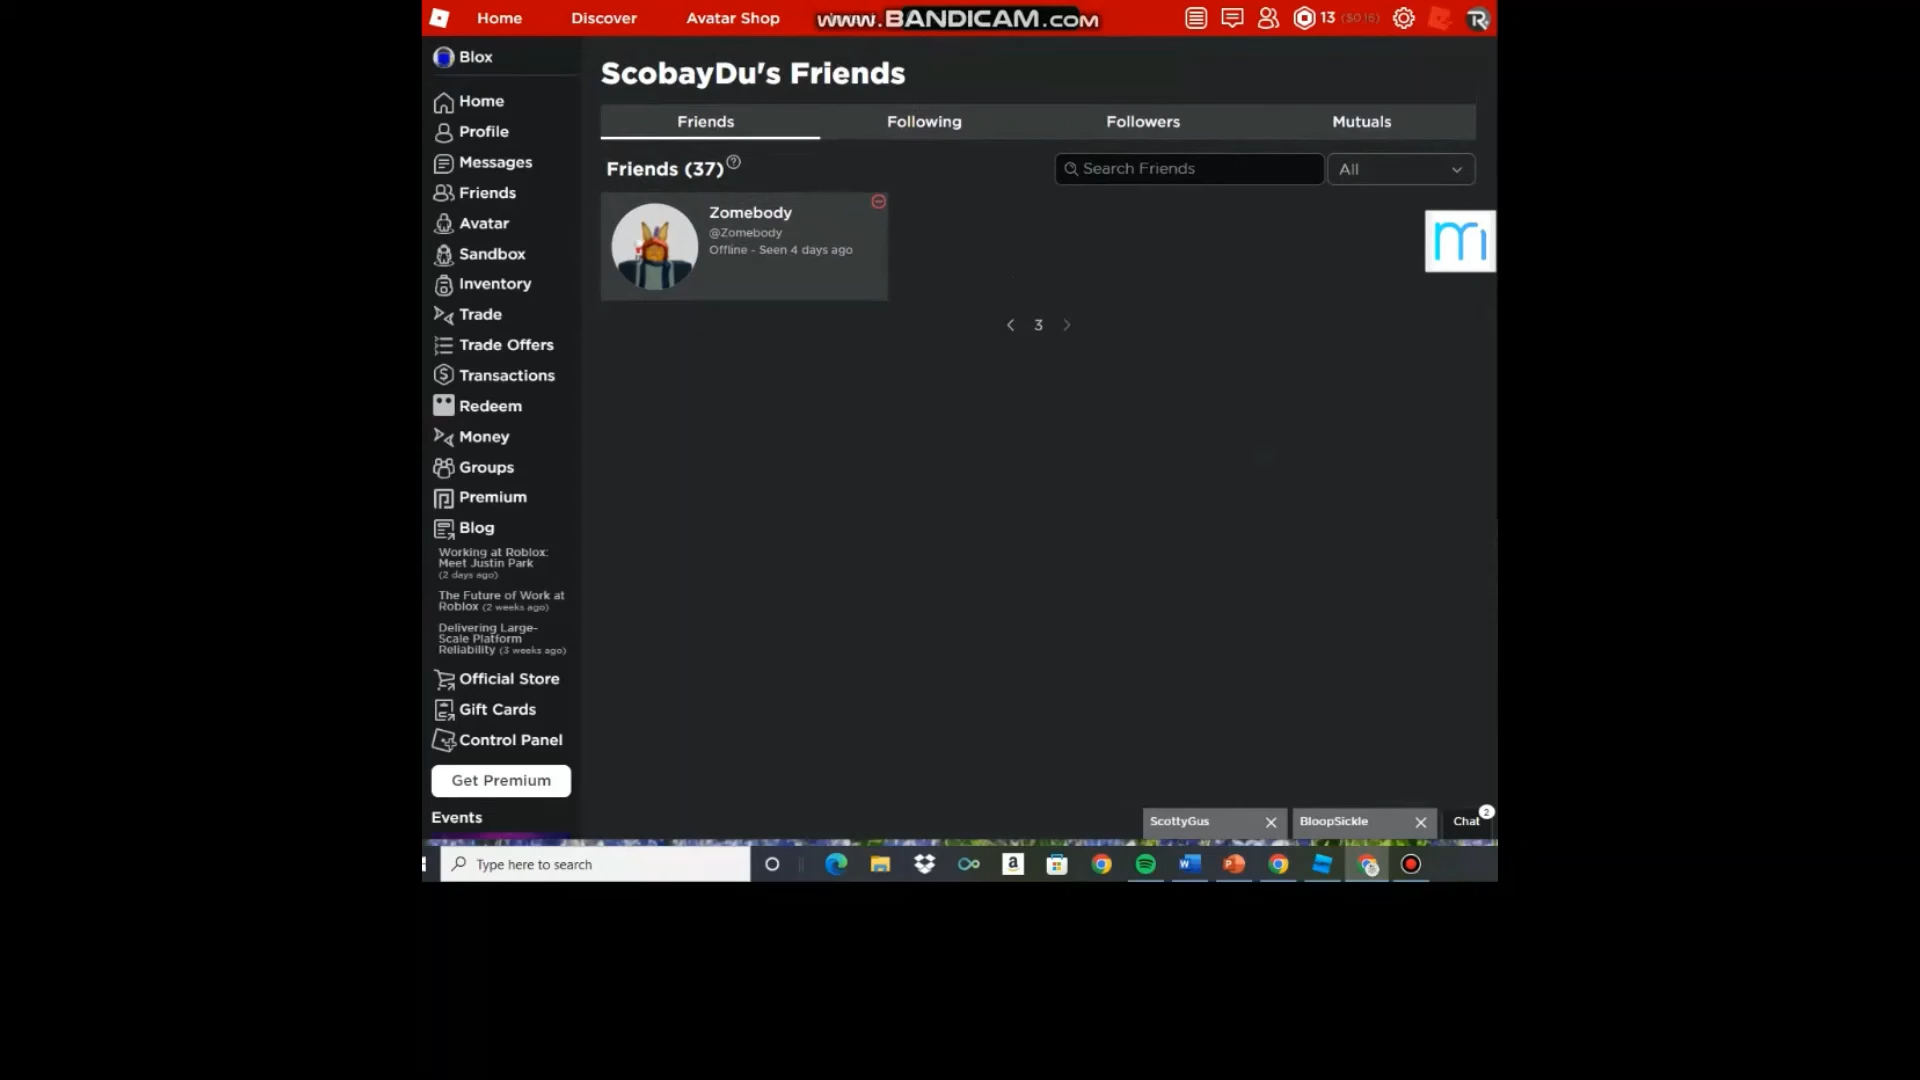 Home Discover Avatar Shop www.BANDICAM.com 13 ($0.16)
Blox
Home
Profile
Messages
Friends
Avatar
Sandbox
Inventory
Trade
Trade Offers
Transactions
Redeem
Money
Groups
Premium
Blog
Working at Roblox:
Meet Justin Park
(2 days ago)
The Future of Work at
Roblox (2 weeks ago)
Delivering Large-
Scale Platform
Reliability (3 weeks ago)
Official Store
Gift Cards
Control Panel
Get Premium
Events
ScobayDu's Friends
Friends Following Followers Mutuals
Friends (37) ? Search Friends All
Zomebody
@Zomebody
Offline - Seen 4 days ago
3
ScottyGus BloopSickle Chat 2
Type here to search